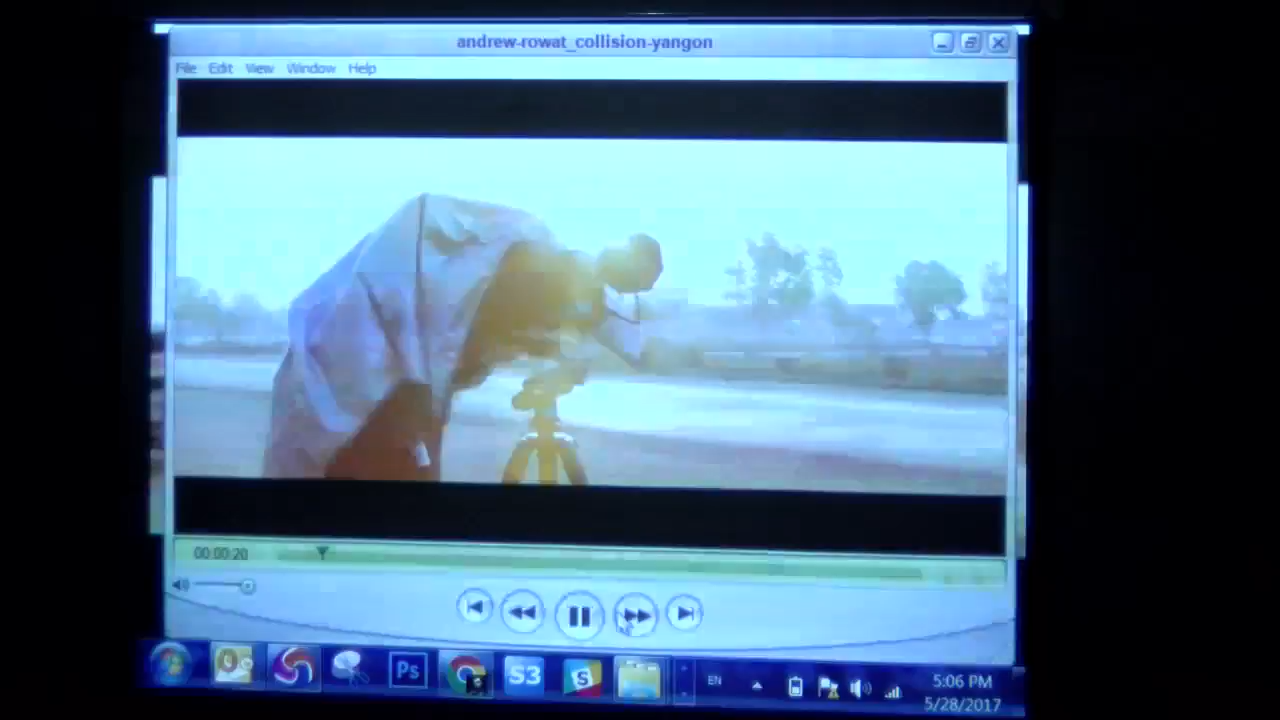 andrew-rowat_collision-yangon
File Edit View Window Help
00:00:20
Ps
S3
S
EN
5:06 PM
5/28/2017